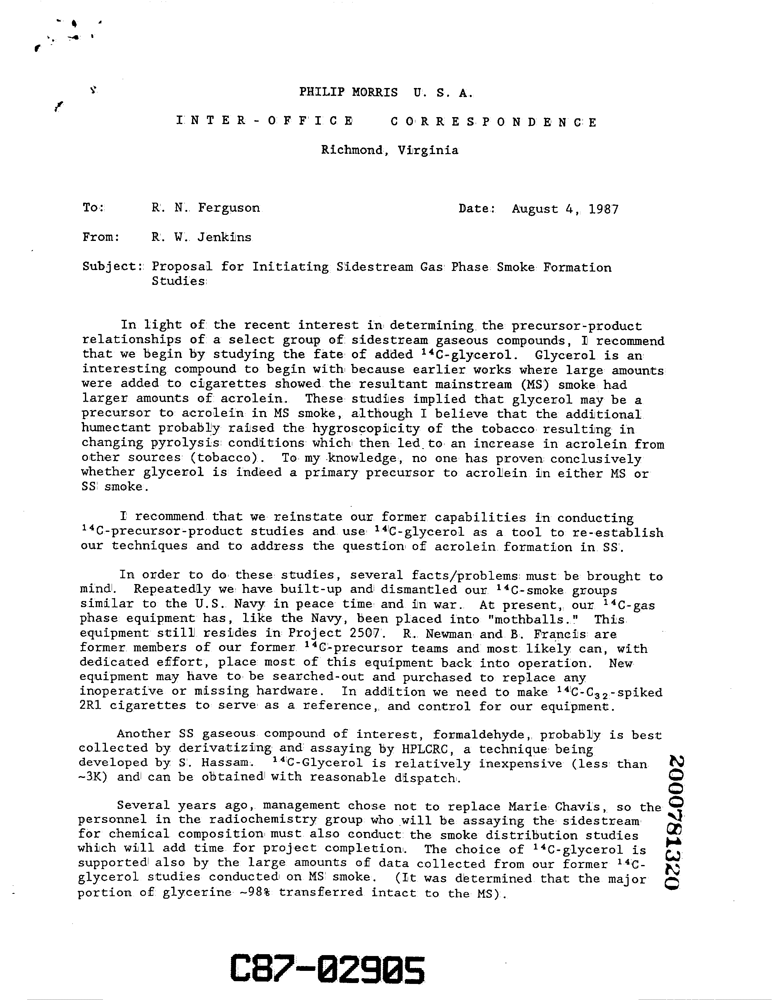 PHILIP MORRIS U. S. A.
INTER-OFFICE CORRESPONDENCE
Richmond, Virginia
To: R. N. Ferguson Date: August 4, 1987
From: R. W. Jenkins
Subject: Proposal for Initiating Sidestream Gas Phase Smoke Formation
Studies
In light of the recent interest in determining the precursor-product
relationships of a select group of sidestream gaseous compounds, I recommend
that we begin by studying the fate of added ¹⁴C-glycerol. Glycerol is an
interesting compound to begin with because earlier works where large amounts
were added to cigarettes showed the resultant mainstream (MS) smoke had
larger amounts of acrolein. These studies implied that glycerol may be a
precursor to acrolein in MS smoke, although I believe that the additional
humectant probably raised the hygroscopicity of the tobacco resulting in
changing pyrolysis conditions which then led to an increase in acrolein from
other sources (tobacco). To my knowledge, no one has proven conclusively
whether glycerol is indeed a primary precursor to acrolein in either MS or
SS smoke.
I recommend that we reinstate our former capabilities in conducting
¹⁴C-precursor-product studies and use ¹⁴C-glycerol as a tool to re-establish
our techniques and to address the question of acrolein formation in SS.
In order to do these studies, several facts/problems must be brought to
mind. Repeatedly we have built-up and dismantled our ¹⁴C-smoke groups
similar to the U.S. Navy in peace time and in war. At present, our ¹⁴C-gas
phase equipment has, like the Navy, been placed into "mothballs." This
equipment still resides in Project 2507. R. Newman and B. Francis are
former members of our former ¹⁴C-precursor teams and most likely can, with
dedicated effort, place most of this equipment back into operation. New
equipment may have to be searched-out and purchased to replace any
inoperative or missing hardware. In addition we need to make ¹⁴C-C₃₂-spiked
2R1 cigarettes to serve as a reference, and control for our equipment.
Another SS gaseous compound of interest, formaldehyde, probably is best
collected by derivatizing and assaying by HPLCRC, a technique being
developed by S. Hassam. ¹⁴C-Glycerol is relatively inexpensive (less than
~3K) and can be obtained with reasonable dispatch.
Several years ago, management chose not to replace Marie Chavis, so the
personnel in the radiochemistry group who will be assaying the sidestream
for chemical composition must also conduct the smoke distribution studies
which will add time for project completion. The choice of ¹⁴C-glycerol is
supported also by the large amounts of data collected from our former ¹⁴C-
glycerol studies conducted on MS smoke. (It was determined that the major
portion of glycerine ~98% transferred intact to the MS).
2000781320
C87-02905